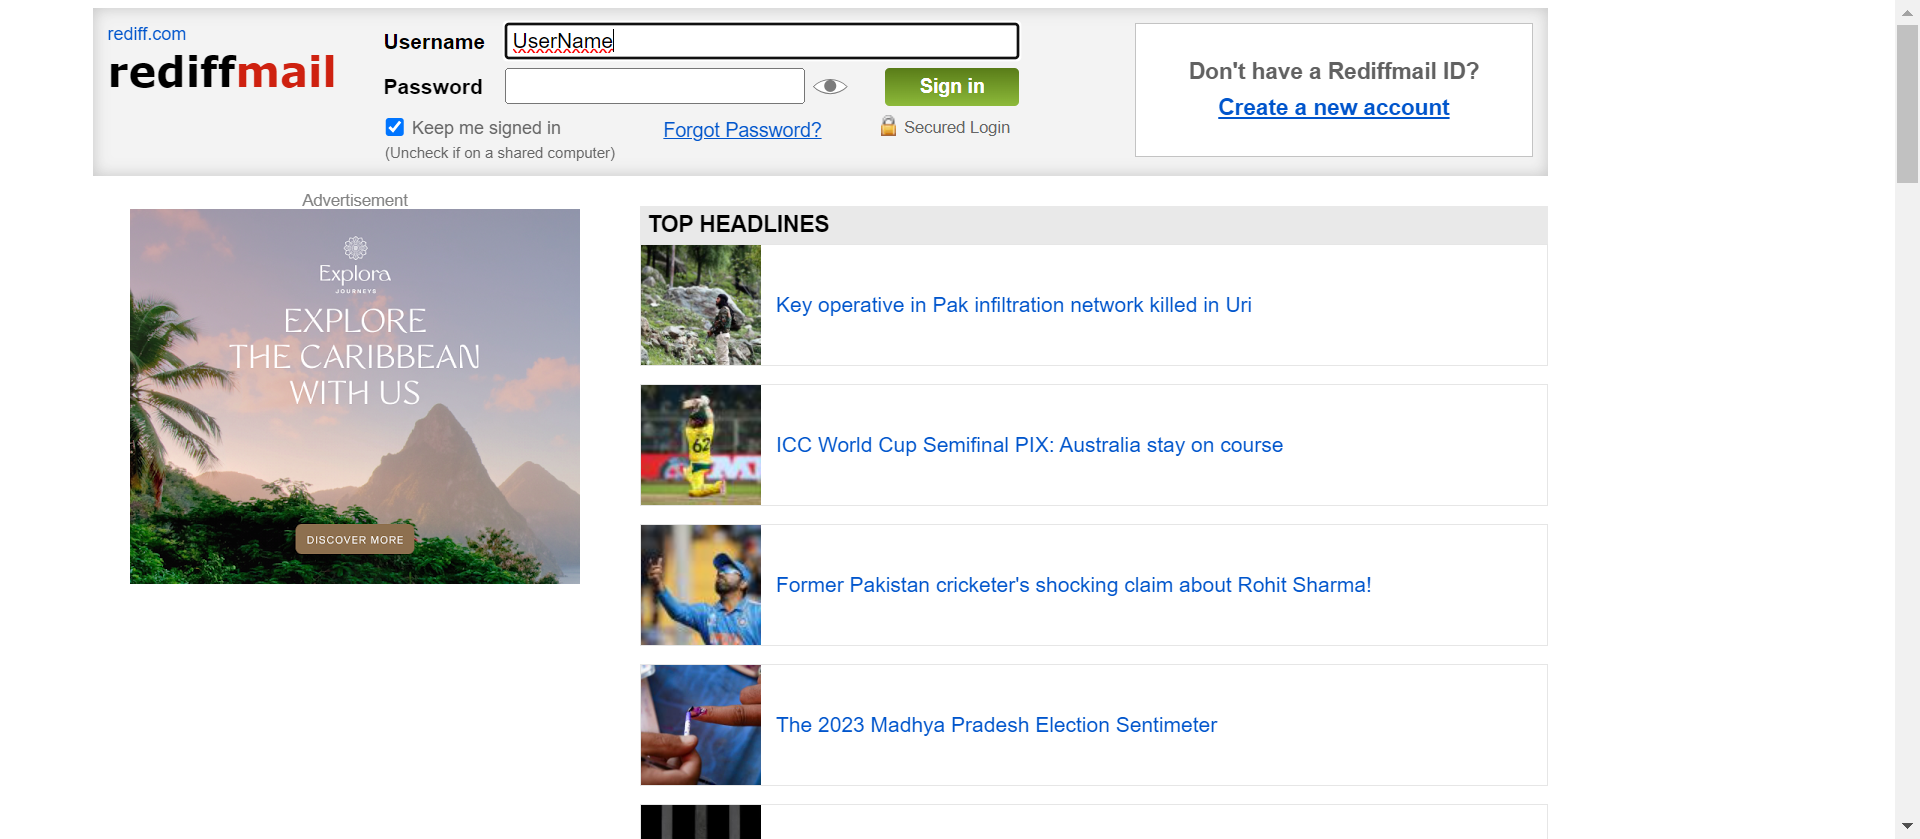 rediff.com
rediffmail
Username
UserName
Password
Sign in
Keep me signed in
(Uncheck if on a shared computer)
Forgot Password?
Secured Login
Don't have a Rediffmail ID?
Create a new account
Advertisement
Explora
JOURNEYS
EXPLORE
THE CARIBBEAN
WITH US
DISCOVER MORE
TOP HEADLINES
Key operative in Pak infiltration network killed in Uri
62
ICC World Cup Semifinal PIX: Australia stay on course
Former Pakistan cricketer's shocking claim about Rohit Sharma!
The 2023 Madhya Pradesh Election Sentimeter